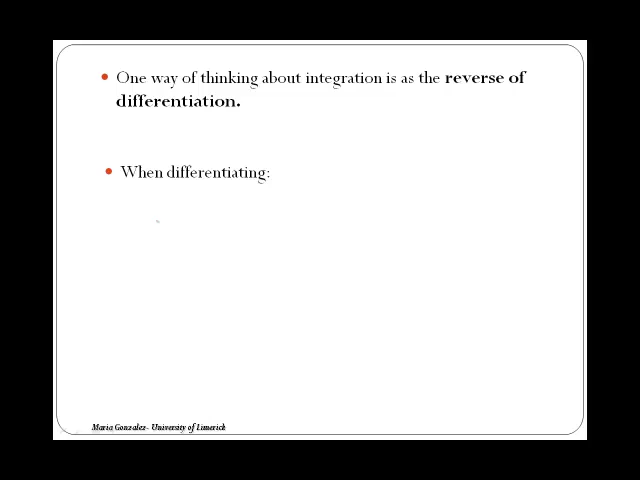 One way of thinking about integration is as the reverse of
differentiation.
When differentiating:
Maria Gonzalez- University of Limerick